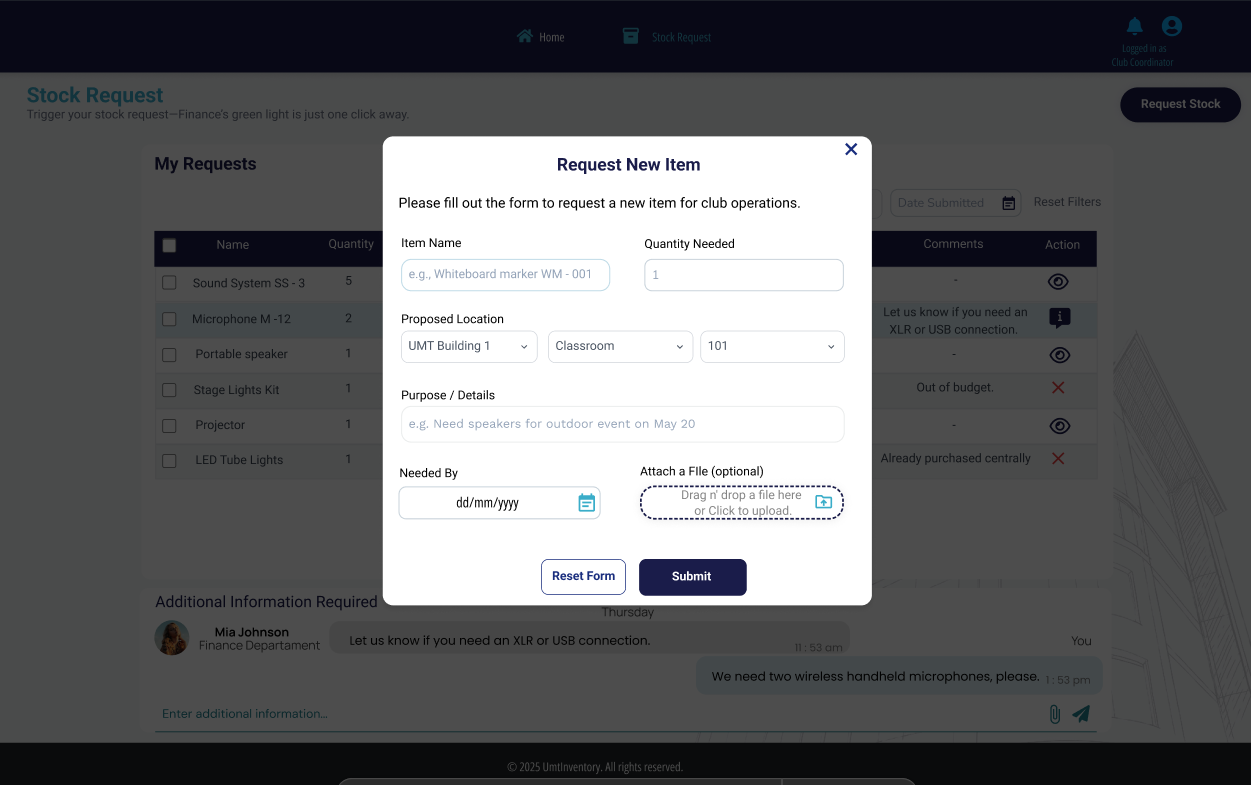 Home
Stock Request
Logged in as
Club Coordinator
Stock Request
Trigger your stock request—Finance's green light is just one click away.
Request Stock
My Requests
Date Submitted
Reset Filters
Name
Quantity
Comments
Action
Sound System SS - 3
5
-
Microphone M -12
2
Let us know if you need an
XLR or USB connection.
Portable speaker
1
-
Stage Lights Kit
1
Out of budget.
Projector
1
-
LED Tube Lights
1
Already purchased centrally
Request New Item
Please fill out the form to request a new item for club operations.
Item Name
Quantity Needed
e.g., Whiteboard marker WM - 001
1
Proposed Location
UMT Building 1
Classroom
101
Purpose / Details
e.g. Need speakers for outdoor event on May 20
Needed By
Attach a FIle (optional)
dd/mm/yyyy
Drag n' drop a file here
or Click to upload.
Reset Form
Submit
Additional Information Required
Thursday
Mia Johnson
Finance Departament
Let us know if you need an XLR or USB connection.
11 : 53 am
You
We need two wireless handheld microphones, please.
1 : 53 pm
Enter additional information...
© 2025 UmtInventory. All rights reserved.